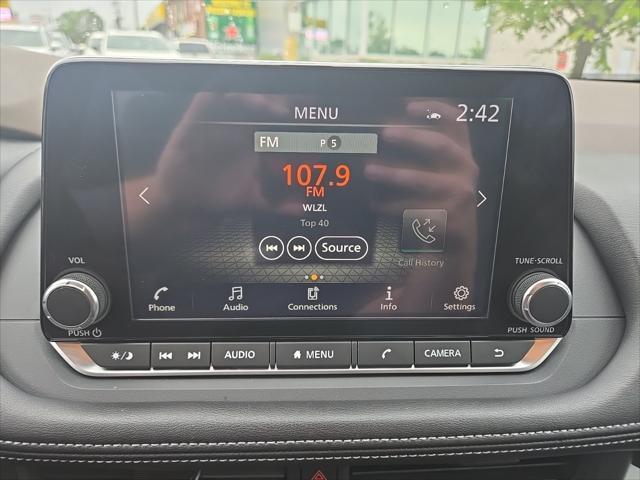 MENU 2:42
FM P 5
107.9
FM
WLZL
Top 40
Source
Call History
Phone Audio Connections Info Settings
VOL TUNE·SCROLL
PUSH PUSH SOUND
AUDIO MENU CAMERA